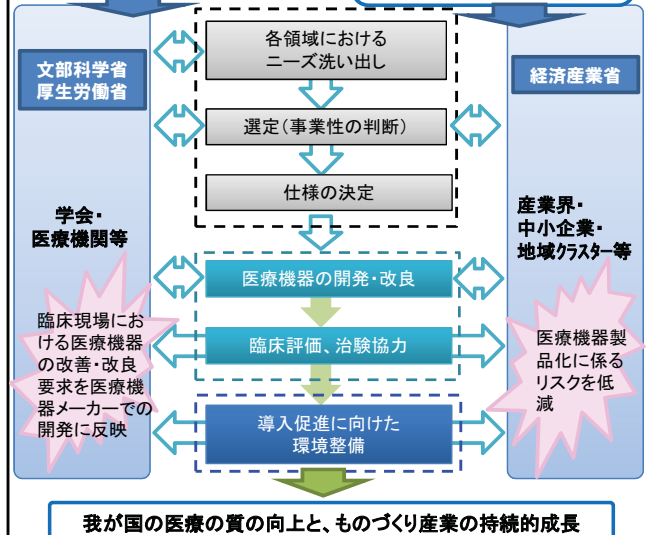 文部科学省
厚生労働省
各領域における
ニーズ洗い出し
経済産業省
選定(事業性の判断)
仕様の決定
学会・
医療機関等
産業界・
中小企業・
地域クラスター等
医療機器の開発・改良
臨床評価、治験協力
臨床現場にお
ける医療機器
の改善・改良
要求を医療機
器メーカーでの
開発に反映
医療機器製
品化に係る
リスクを低
減
導入促進に向けた
環境整備
我が国の医療の質の向上と、ものづくり産業の持続的成長